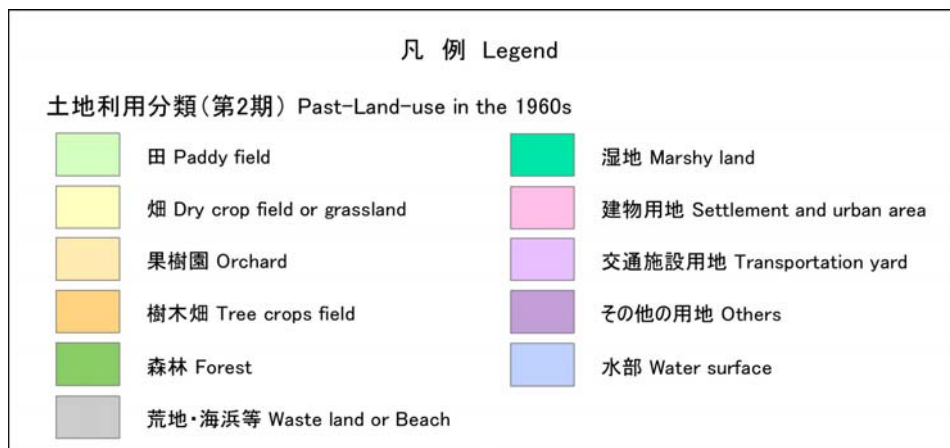 凡 例 Legend
土地利用分類(第2期) Past-Land-use in the 1960s
田 Paddy field
畑 Dry crop field or grassland
果樹園 Orchard
樹木畑 Tree crops field
森林 Forest
荒地・海浜等 Waste land or Beach
湿地 Marshy land
建物用地 Settlement and urban area
交通施設用地 Transportation yard
その他の用地 Others
水部 Water surface